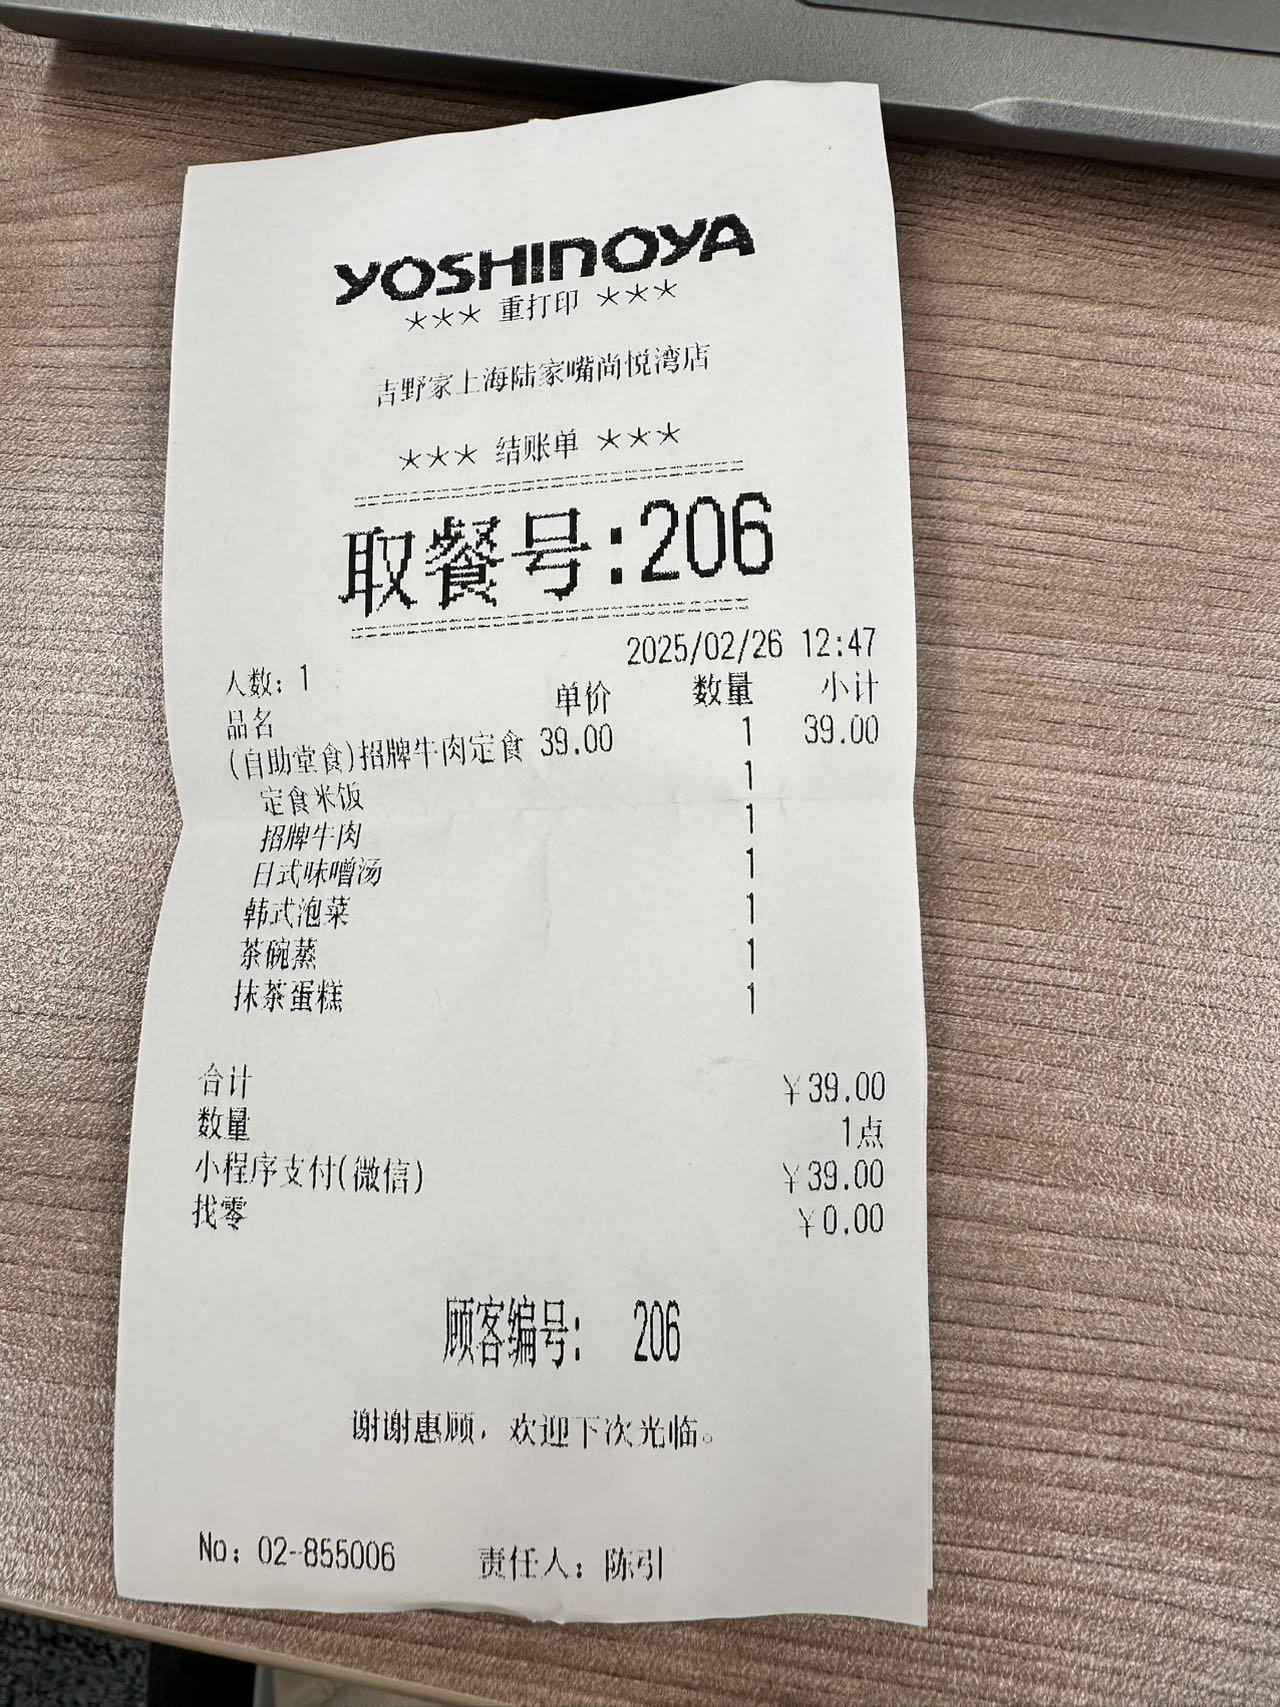 YOSHINOYA
*** 重打印 ***
吉野家上海陆家嘴尚悦湾店
*** 结账单 ***
取餐号:206
2025/02/26 12:47
人数: 1
品名 单价 数量 小计
(自助堂食)招牌牛肉定食 39.00 1 39.00
定食米饭 1
招牌牛肉 1
日式味噌汤 1
韩式泡菜 1
茶碗蒸 1
抹茶蛋糕 1
合计 ¥39.00
数量 1点
小程序支付(微信) ¥39.00
找零 ¥0.00
顾客编号: 206
谢谢惠顾，欢迎下次光临。
No: 02-855006 责任人: 陈引